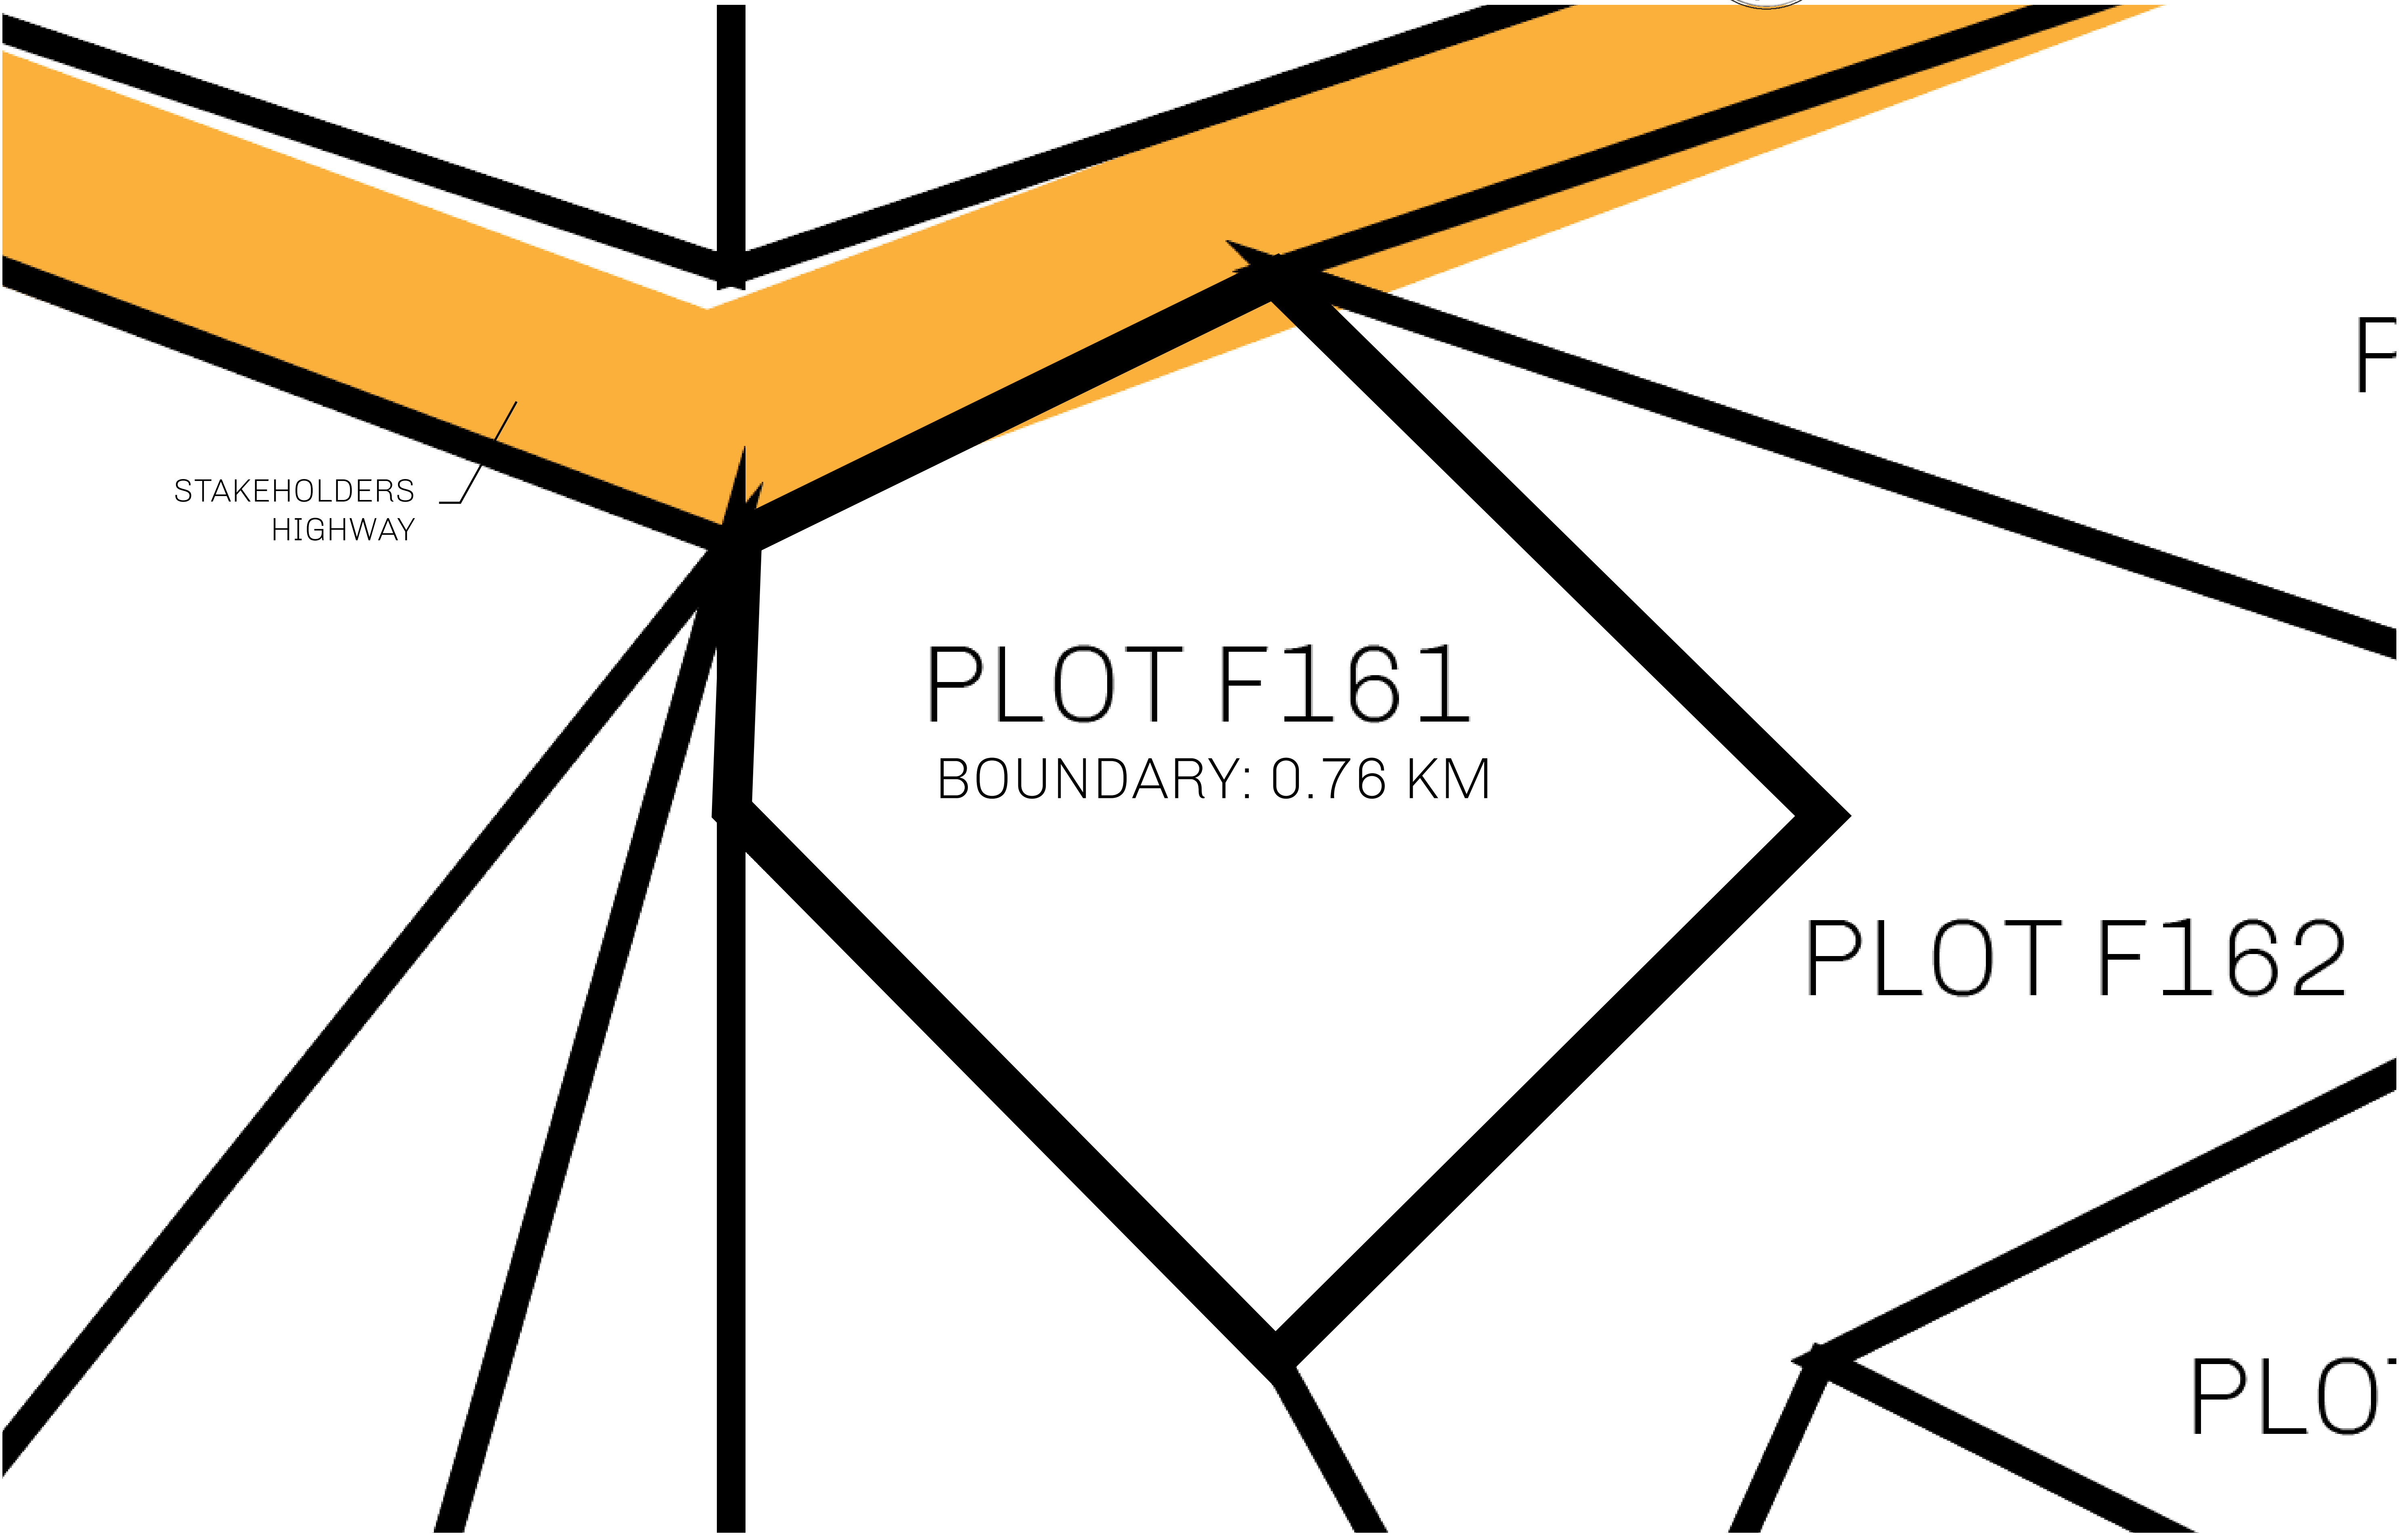 STAKEHOLDERS
HIGHWAY
PLOT F161
BOUNDARY: 0.76 KM
PLOT F162